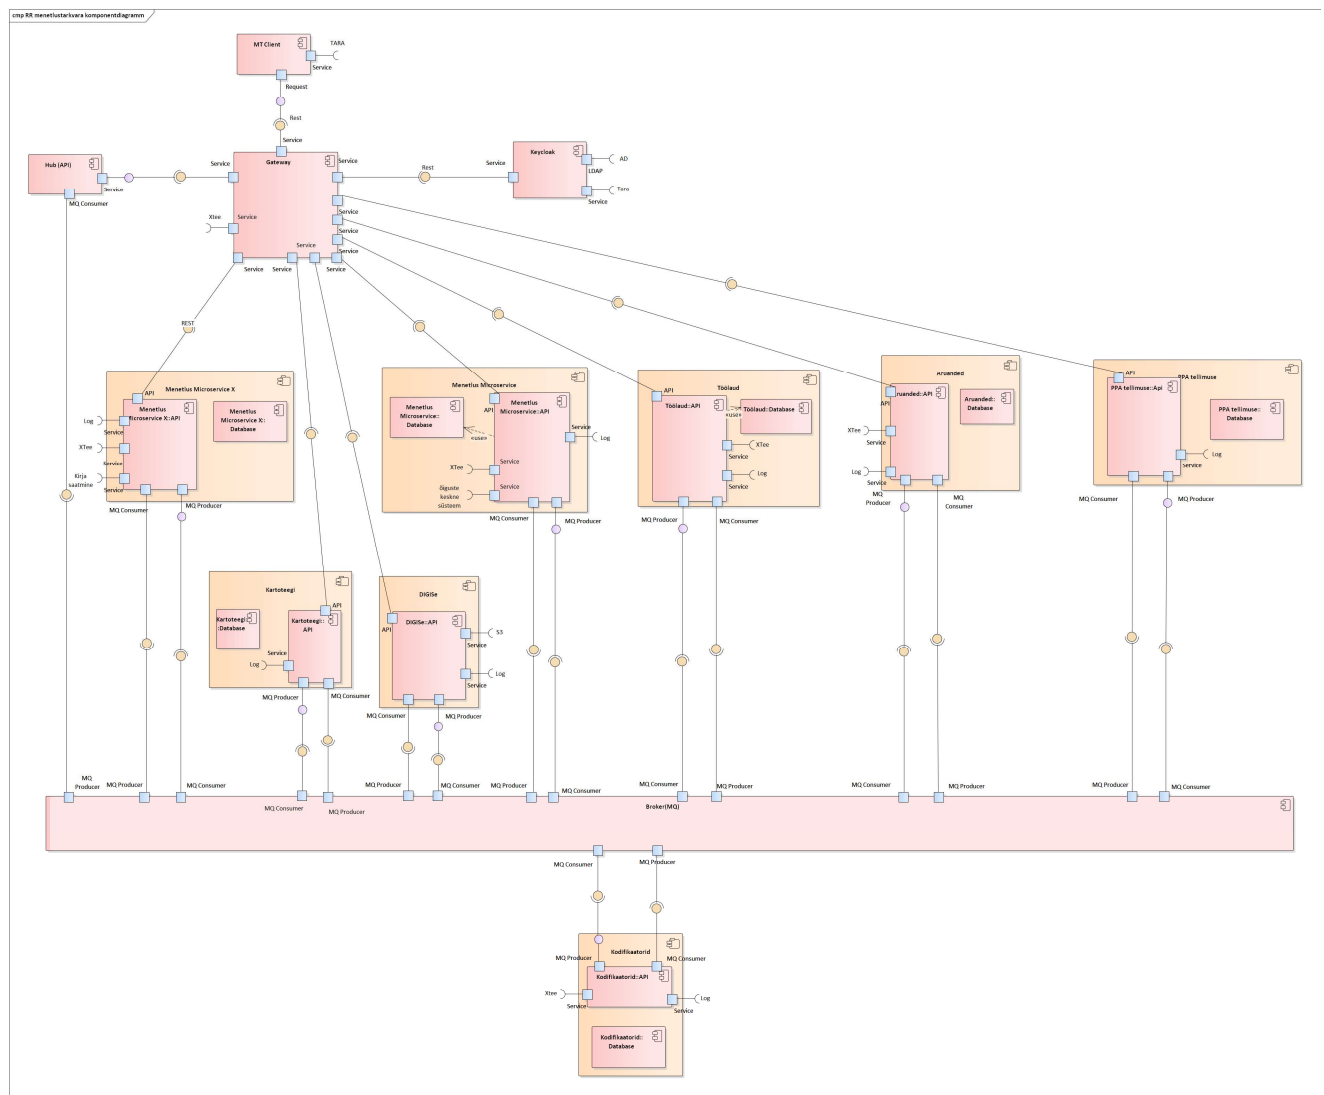 cmp RR menetlustarkvara komponentdiagramm
MT Client
TARA
Service
Request
Rest
Service
Hub (API)
Service
MQ Consumer
Service
Gateway
Service
Rest
Service
Keycloak
AD
LDAP
Service
Xtee
Service
Service
Service
Service
Service
Service
Service
Service
Service
REST
Menetlus Microservice X
API
Menetlus
Microservice X::API
Menetlus
Microservice X::
Database
Log
Service
XTee
Service
Kirja
saatmine
Service
MQ Consumer
MQ Producer
Menetlus Microservice
Menetlus
Microservice::
Database
API
Menetlus
Microservice::API
«use»
Service
Log
XTee
Service
õiguste
keskne
süsteem
Service
MQ Consumer
MQ Producer
Töölaud
API
Töölaud::API
«use»
Töölaud::Database
XTee
Service
Log
Service
MQ Producer
MQ Consumer
Aruanded
API
Aruanded::API
Aruanded::
Database
XTee
Service
Log
Service
MQ
Producer
MQ
Consumer
PPA tellimuse
API
PPA tellimuse::Api
PPA tellimuse::
Database
Log
Service
MQ Consumer
MQ Producer
Kartoteegi
API
Kartoteegi
::Database
Kartoteegi::
API
Service
Log
MQ Producer
MQ Consumer
DIGISe
API
DIGISe::API
S3
Service
Log
Service
MQ Consumer
MQ Producer
MQ
Producer
MQ Producer
MQ Consumer
MQ Consumer
MQ Producer
MQ Producer
MQ Consumer
MQ Producer
MQ Consumer
MQ Consumer
MQ Producer
MQ Consumer
MQ Producer
MQ Producer
MQ Consumer
Broker(MQ)
MQ Consumer
MQ Producer
Kodifikaatorid
MQ Producer
MQ Consumer
Kodifikaatorid::API
Xtee
Service
Log
Service
Kodifikaatorid::
Database